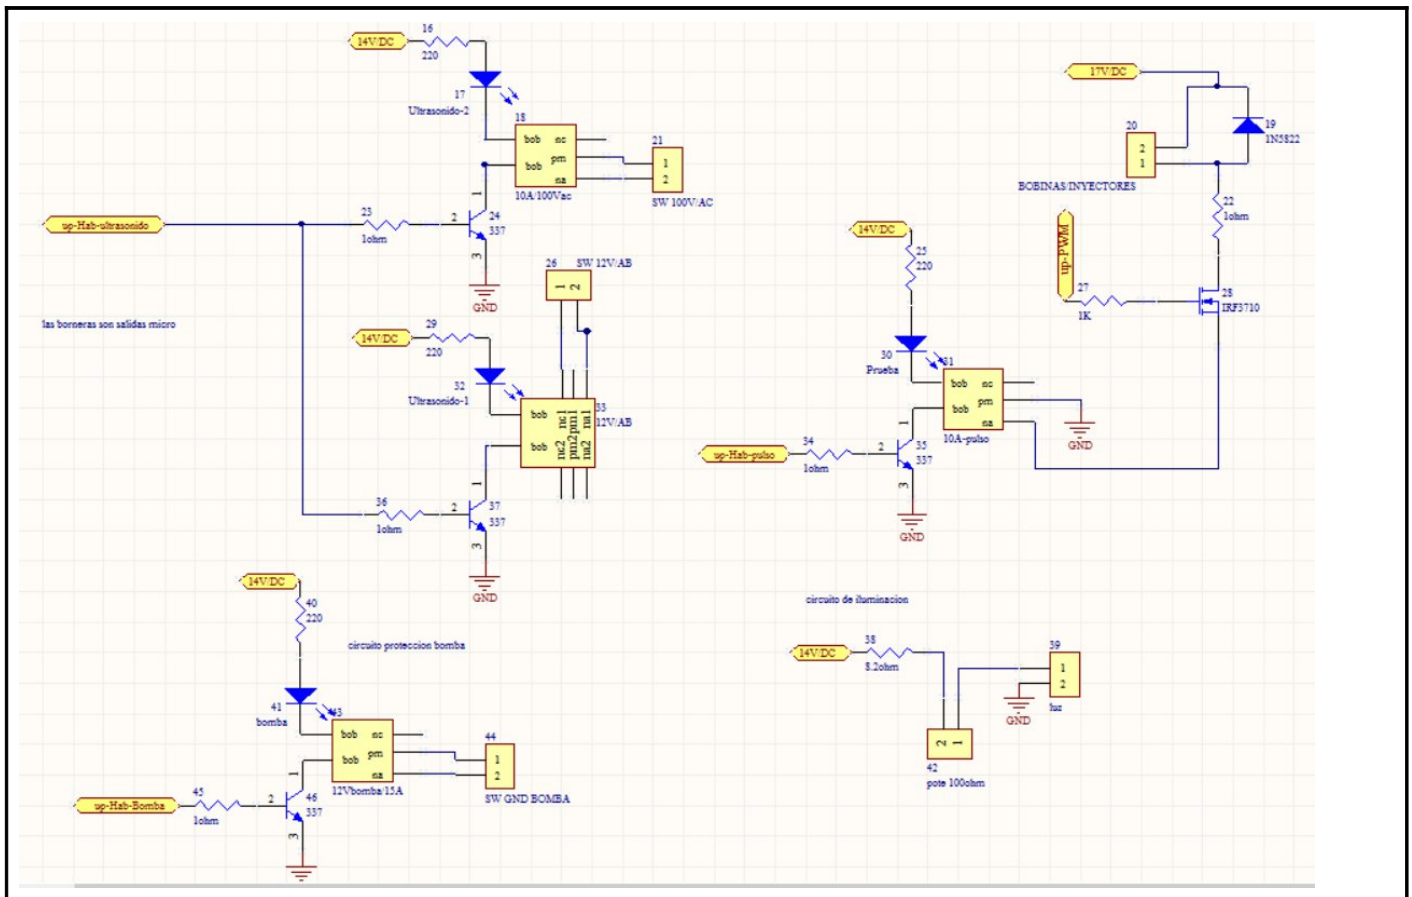 14V/DC
16
220
17
Ultrasonido-2
18
bob
nc
bob
pm
na
10A/100Vac
21
1
2
SW 100V/AC
up-Hab-ultrasonido
23
1ohm
2
1
24
337
3
GND
26
SW 12V/AB
1
2
las borneras son salidas micro
14V/DC
29
220
32
Ultrasonido-1
33
12V/AB
bob
bob
nc2
nc1
pm2
pm1
na2
na1
36
1ohm
2
1
37
337
3
GND
17V/DC
20
2
1
19
1N5822
BOBINAS/INYECTORES
22
1ohm
up-PWM
27
1K
28
IRF3710
14V/DC
25
220
30
Prueba
31
bob
nc
bob
pm
na
10A-pulso
GND
up-Hab-pulso
34
1ohm
2
1
35
337
3
GND
14V/DC
40
220
circuito proteccion bomba
41
bomba
43
bob
nc
bob
pm
na
12Vbomba/15A
44
1
2
SW GND BOMBA
up-Hab-Bomba
45
1ohm
2
1
46
337
3
circuito de iluminacion
14V/DC
38
8.2ohm
39
1
2
luz
GND
2
1
42
pote 100ohm